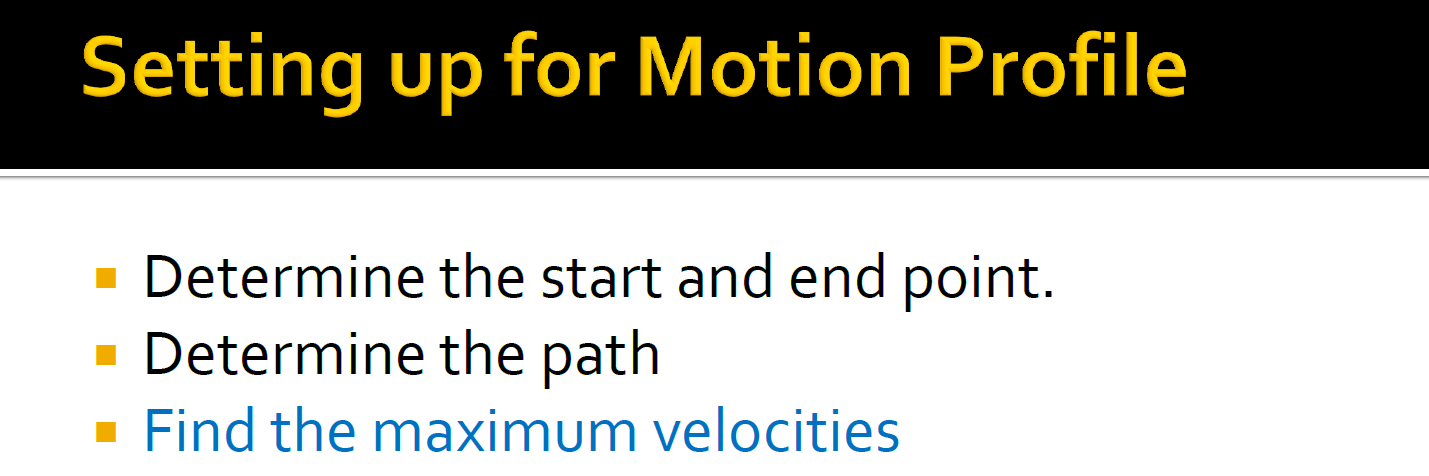 Setting up for Motion Profile
Determine the start and end point.
Determine the path
Find the maximum velocities